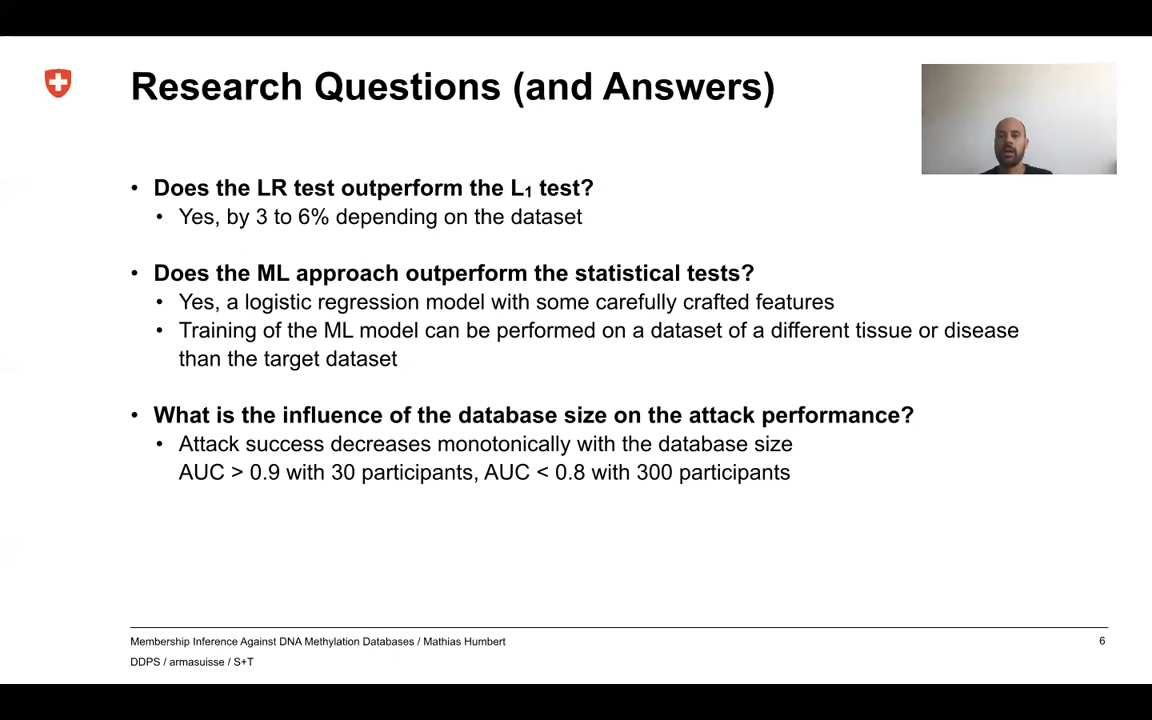 Research Questions (and Answers)
• Does the LR test outperform the L₁ test?
• Yes, by 3 to 6% depending on the dataset
• Does the ML approach outperform the statistical tests?
• Yes, a logistic regression model with some carefully crafted features
• Training of the ML model can be performed on a dataset of a different tissue or disease
than the target dataset
• What is the influence of the database size on the attack performance?
• Attack success decreases monotonically with the database size
AUC > 0.9 with 30 participants, AUC < 0.8 with 300 participants
Membership Inference Against DNA Methylation Databases / Mathias Humbert
6
DDPS / armasuisse / S+T